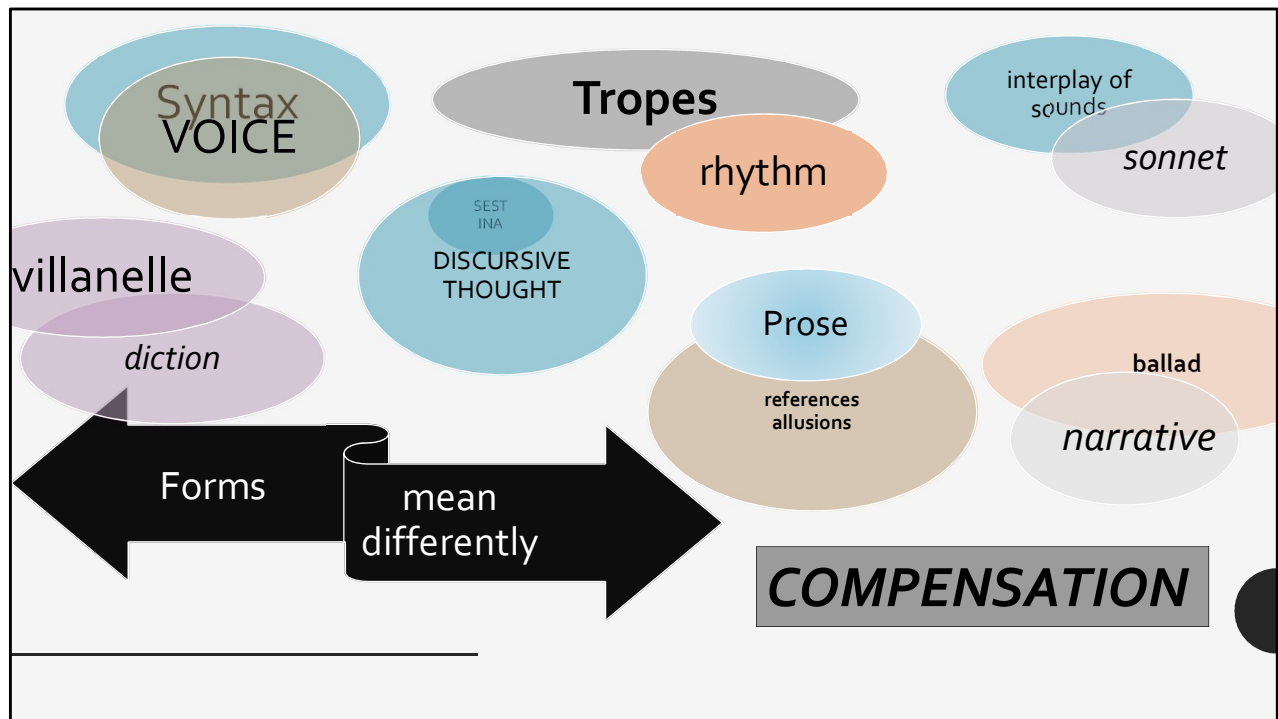 Syntax
VOICE
Tropes
rhythm
interplay of
sounds
sonnet
villanelle
diction
SEST
INA
DISCURSIVE
THOUGHT
Prose
references
allusions
ballad
narrative
Forms
mean
differently
COMPENSATION